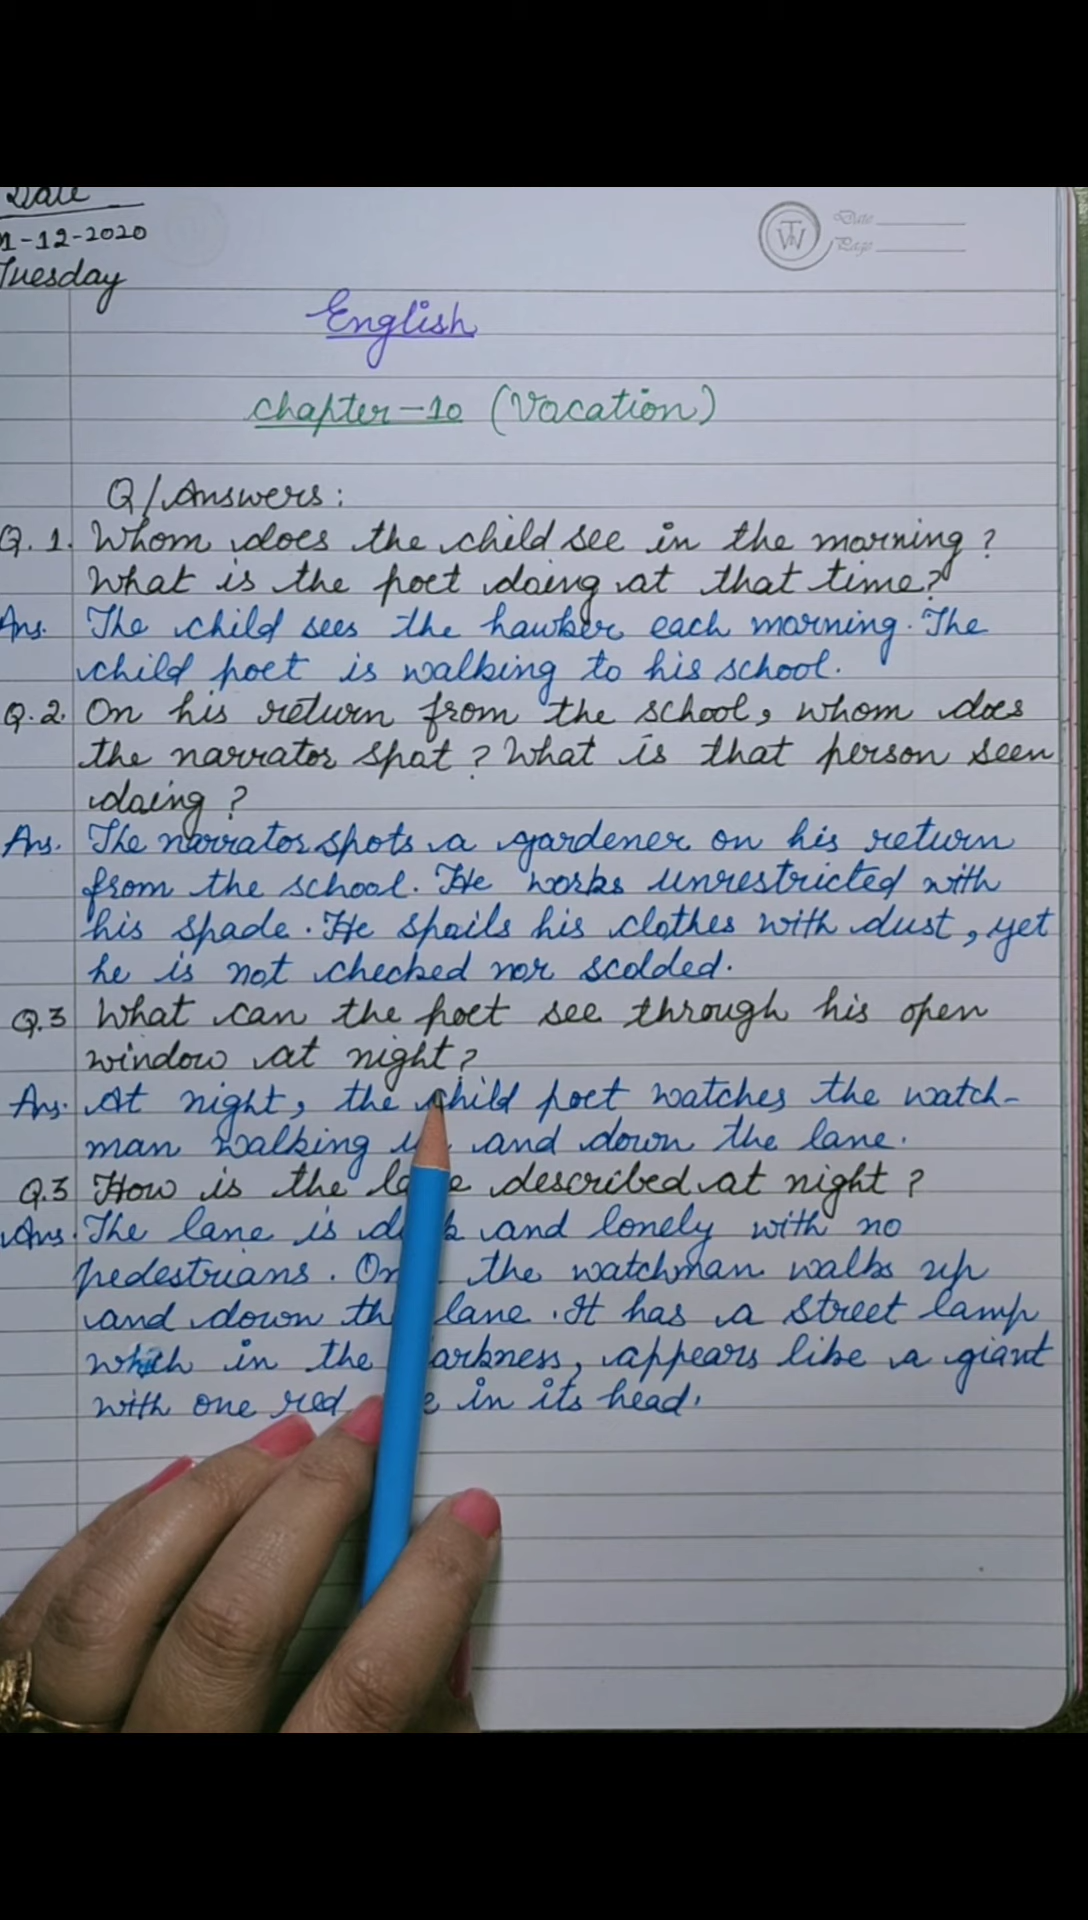 Date
1-12-2020
Tuesday
Date
Page
English
Chapter-10 (Vocation)
Q/Answers:
Q.1. Whom does the child see in the morning?
What is the poet doing at that time?
Ans. The child sees the hawker each morning. The
child poet is walking to his school.
Q.2. On his return from the school, whom does
the narrator spot? What is that person seen
doing?
Ans. The narrator spots a gardener on his return
from the school. He works unrestricted with
his spade. He spoils his clothes with dust, yet
he is not checked nor scolded.
Q.3 What can the poet see through his open
window at night?
Ans. At night, the child poet watches the watch-
man walking and down the lane.
Q.3 How is the described at night?
Ans. The lane is and lonely with no
pedestrians. the watchman walks up
and down lane. It has a street lamp
which in the appears like a giant
with one red in its head.